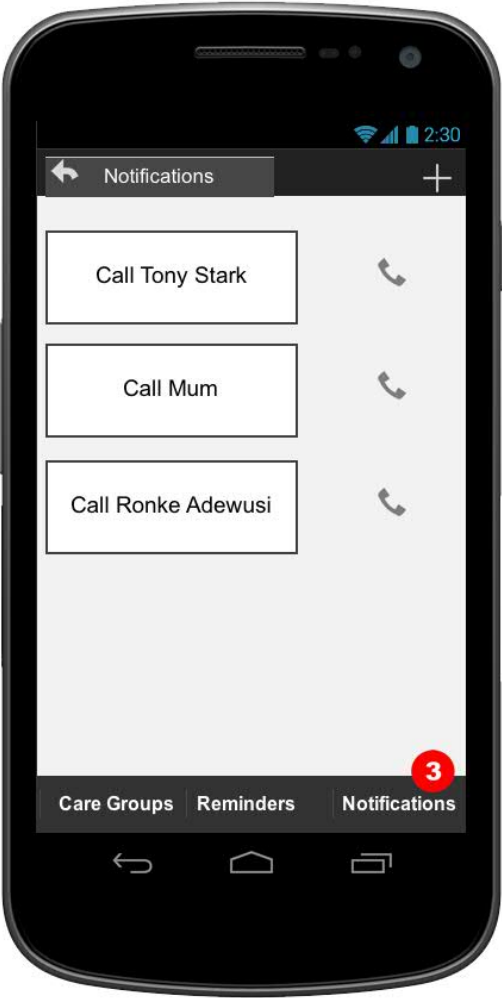 2:30
Notifications
Call Tony Stark
Call Mum
Call Ronke Adewusi
3
Care Groups Reminders Notifications